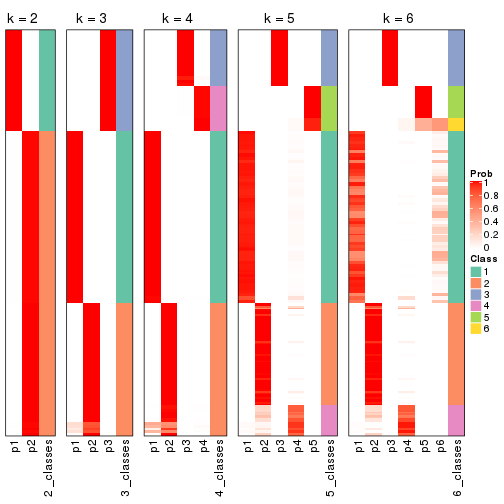 k = 2
k = 3
k = 4
k = 5
k = 6
Prob
1
0.8
0.6
0.4
0.2
0
Class
1
2
3
4
5
6
p1
p2
2_classes
p1
p2
p3
3_classes
p1
p2
p3
p4
4_classes
p1
p2
p3
p4
p5
5_classes
p1
p2
p3
p4
p5
p6
6_classes